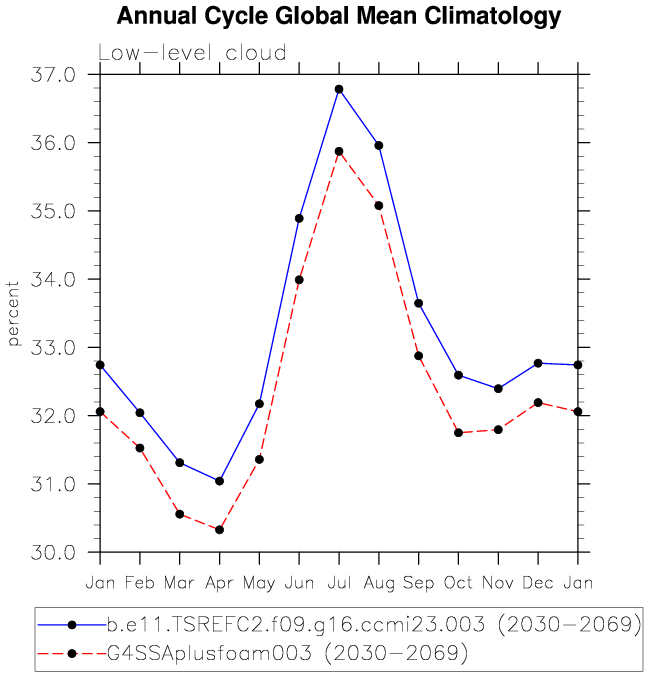 Annual Cycle Global Mean Climatology
Low-level cloud
37.0
36.0
35.0
34.0
33.0
32.0
31.0
30.0
percent
Jan Feb Mar Apr May Jun Jul Aug Sep Oct Nov Dec Jan
b.e11.TSREFC2.f09.g16.ccmi23.003 (2030-2069)
G4SSAplusfoam003 (2030-2069)